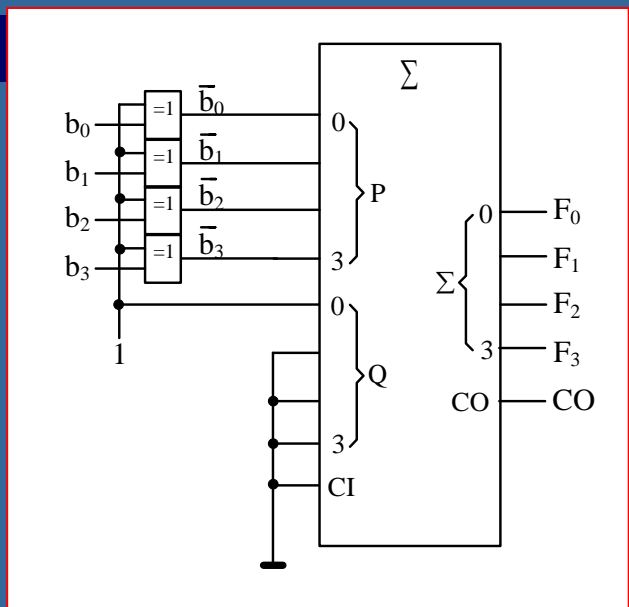 Σ
=1 b̅₀
b₀ 0
=1 b̅₁
b₁
=1 b̅₂ P
b₂ 0 F₀
=1 b̅₃
b₃ 3 F₁
Σ
0 F₂
1 3 F₃
Q
CO CO
3
CI